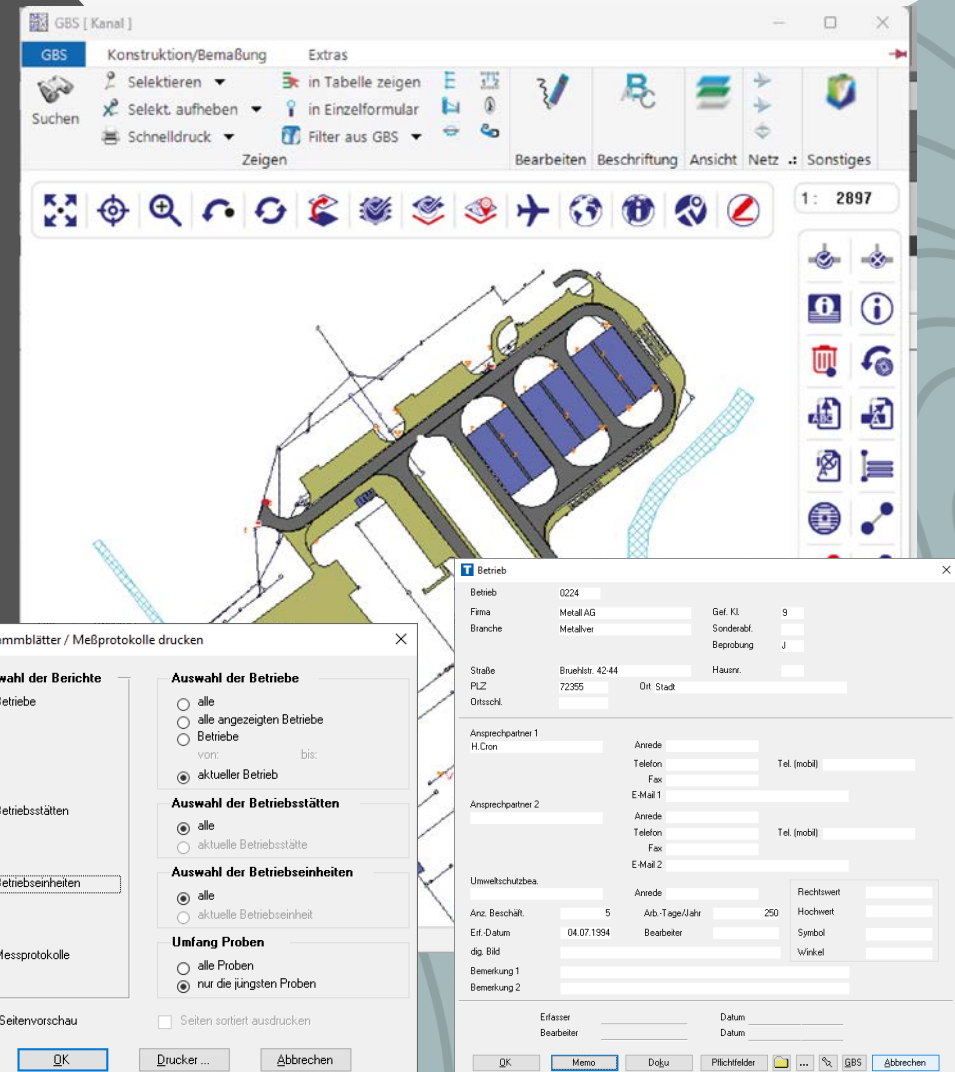 GBS [ Kanal ]
GBS Konstruktion/Bemaßung Extras
Suchen
Selektieren
Selekt. aufheben
Schnelldruck
in Tabelle zeigen
in Einzelformular
Filter aus GBS
Zeigen
Bearbeiten Beschriftung Ansicht Netz .: Sonstiges
1 : 2897
Meßprotokolle drucken
Auswahl der Betriebe
alle
alle angezeigten Betriebe
Betriebe
von: bis:
aktueller Betrieb
Auswahl der Betriebsstätten
alle
aktuelle Betriebsstätte
Auswahl der Betriebseinheiten
alle
aktuelle Betriebseinheit
Umfang Proben
alle Proben
nur die jüngsten Proben
der Berichte
Seitenvorschau
Seiten sortiert ausdrucken
OK Drucker ... Abbrechen
Betrieb
Betrieb 0224
Firma Metall AG Gef. Kl. 9
Branche Metallver Sonderabf.
Beprobung J
Straße Bruehlstr. 42-44 Hausnr.
PLZ 72355 Ort Stadt
Ortsschl.
Ansprechpartner 1
H.Cron Anrede
Telefon Tel. (mobil)
Fax
E-Mail 1
Ansprechpartner 2
Anrede
Telefon Tel. (mobil)
Fax
E-Mail 2
Umweltschutzbea.
Anrede Rechtswert
Anz. Beschäft. 5 Arb.-Tage/Jahr 250 Hochwert
Erf.-Datum 04.07.1994 Bearbeiter Symbol
dig. Bild Winkel
Bemerkung 1
Bemerkung 2
Erfasser Datum
Bearbeiter Datum
OK Memo Doku Pflichtfelder ... GBS Abbrechen